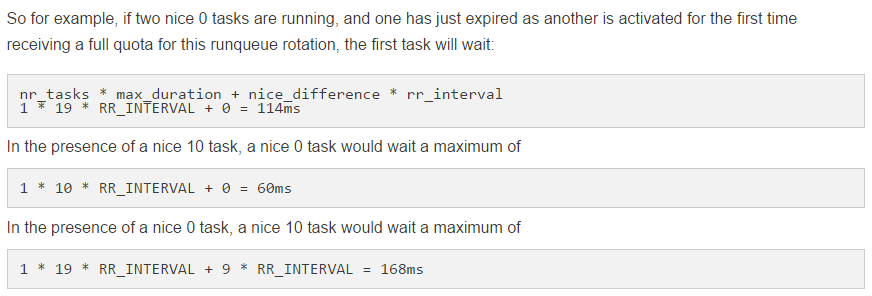 So for example, if two nice 0 tasks are running, and one has just expired as another is activated for the first time
receiving a full quota for this runqueue rotation, the first task will wait:
nr_tasks * max_duration + nice_difference * rr_interval
1 * 19 * RR_INTERVAL + 0 = 114ms
In the presence of a nice 10 task, a nice 0 task would wait a maximum of
1 * 10 * RR_INTERVAL + 0 = 60ms
In the presence of a nice 0 task, a nice 10 task would wait a maximum of
1 * 19 * RR_INTERVAL + 9 * RR_INTERVAL = 168ms